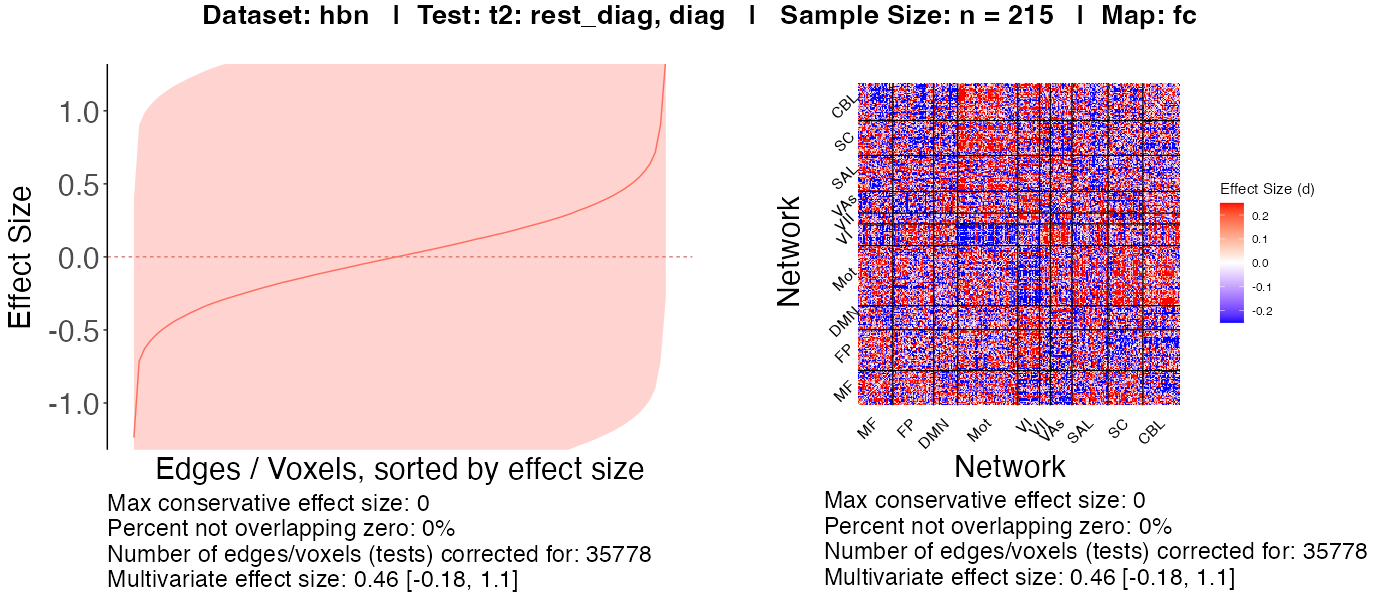 Dataset: hbn | Test: t2: rest_diag, diag | Sample Size: n = 215 | Map: fc
Effect Size
1.0
0.5
0.0
-0.5
-1.0
Edges / Voxels, sorted by effect size
Max conservative effect size: 0
Percent not overlapping zero: 0%
Number of edges/voxels (tests) corrected for: 35778
Multivariate effect size: 0.46 [-0.18, 1.1]
Network
CBL
SC
SAL
VAs
VII
VI
Mot
DMN
FP
MF
MF FP DMN Mot VI VII VAs SAL SC CBL
Network
Effect Size (d)
0.2
0.1
0.0
-0.1
-0.2
Max conservative effect size: 0
Percent not overlapping zero: 0%
Number of edges/voxels (tests) corrected for: 35778
Multivariate effect size: 0.46 [-0.18, 1.1]